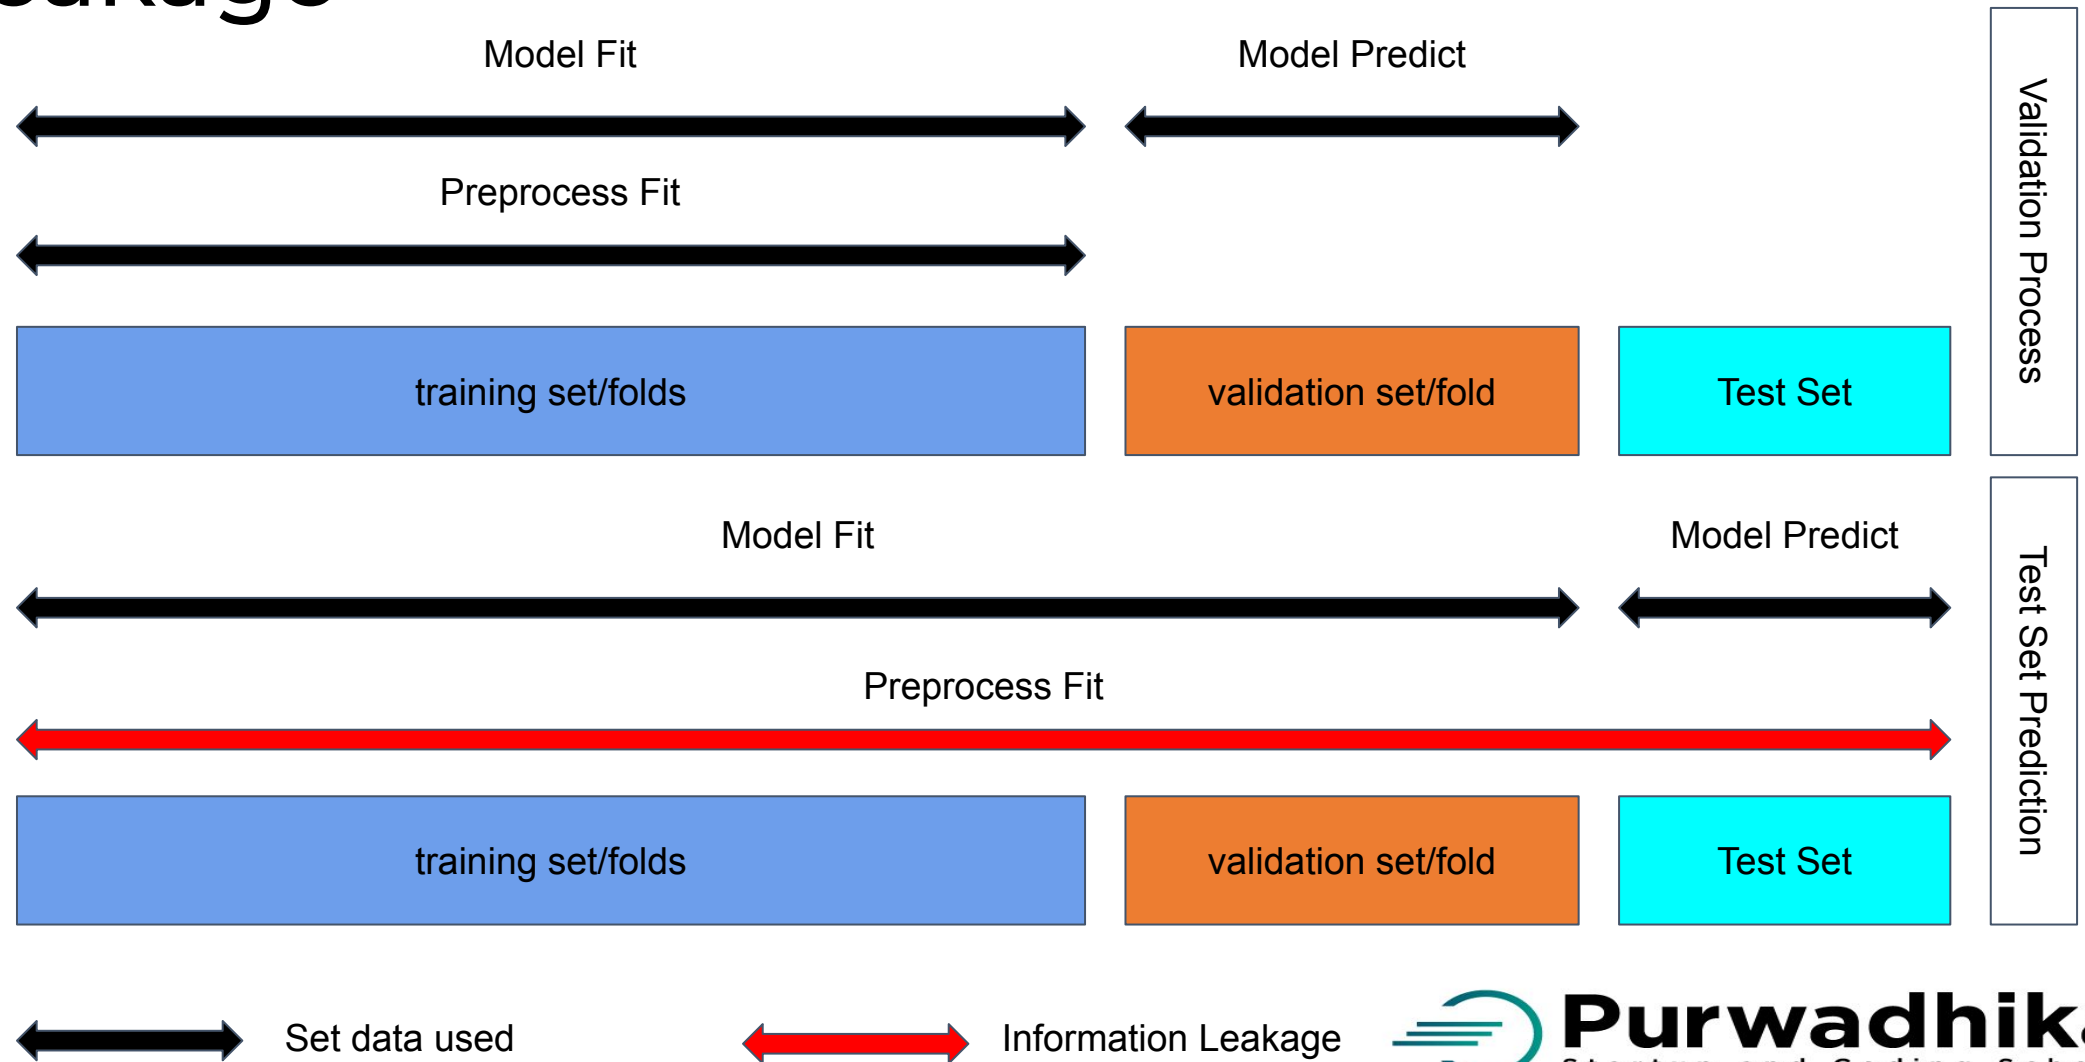 Model Fit
Model Predict
Preprocess Fit
training set/folds
validation set/fold
Test Set
Validation Process
Model Fit
Model Predict
Preprocess Fit
training set/folds
validation set/fold
Test Set
Test Set Prediction
Set data used
Information Leakage
Purwadhika